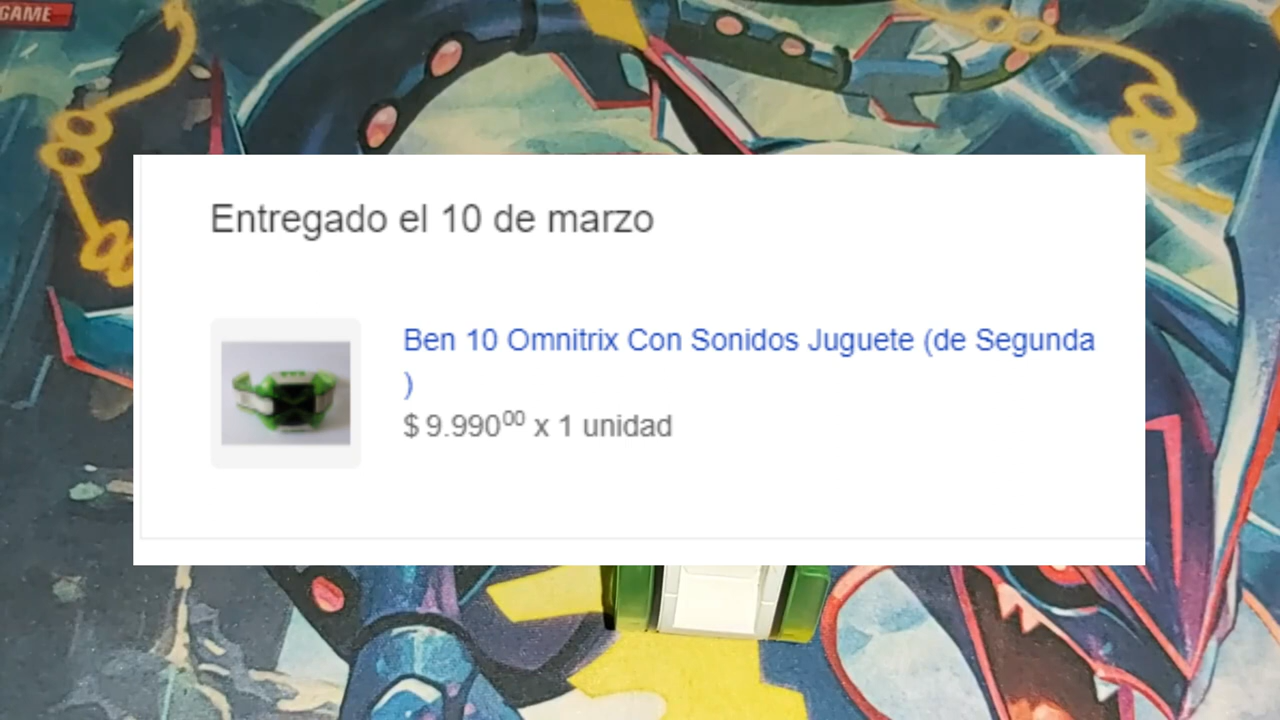 GAME
Entregado el 10 de marzo
Ben 10 Omnitrix Con Sonidos Juguete (de Segunda
)
$ 9.990⁰⁰ x 1 unidad